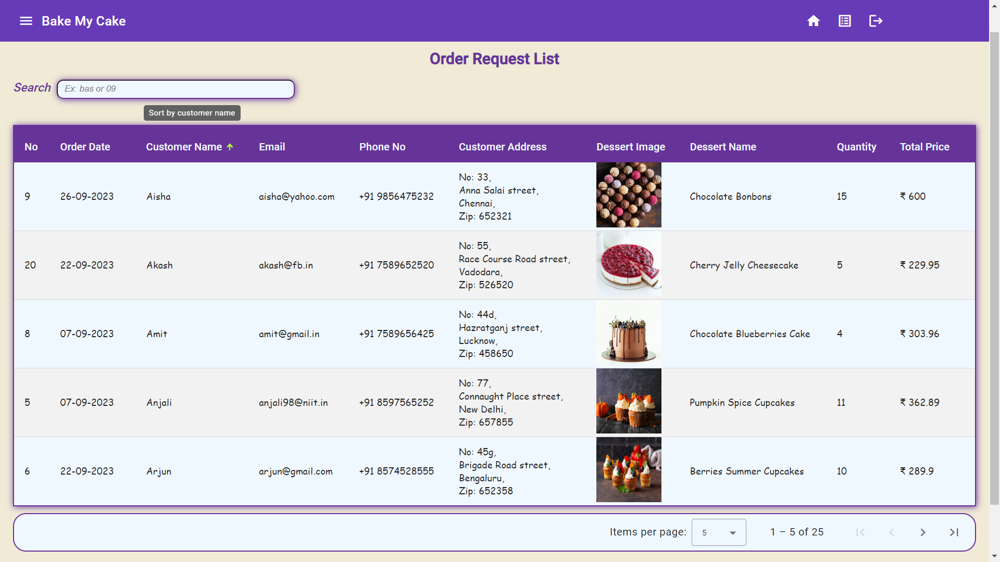 Bake My Cake
Order Request List
Search Ex: bas or 09
Sort by customer name
No Order Date Customer Name Email Phone No Customer Address Dessert Image Dessert Name Quantity Total Price
9 26-09-2023 Aisha aisha@yahoo.com +91 9856475232 No: 33,
Anna Salai street,
Chennai,
Zip: 652321 Chocolate Bonbons 15 ₹ 600
20 22-09-2023 Akash akash@fb.in +91 7589652520 No: 55,
Race Course Road street,
Vadodara,
Zip: 526520 Cherry Jelly Cheesecake 5 ₹ 229.95
8 07-09-2023 Amit amit@gmail.in +91 7589656425 No: 44d,
Hazratganj street,
Lucknow,
Zip: 458650 Chocolate Blueberries Cake 4 ₹ 303.96
5 07-09-2023 Anjali anjali98@niit.in +91 8597565252 No: 77,
Connaught Place street,
New Delhi,
Zip: 657855 Pumpkin Spice Cupcakes 11 ₹ 362.89
6 22-09-2023 Arjun arjun@gmail.com +91 8574528555 No: 45g,
Brigade Road street,
Bengaluru,
Zip: 652358 Berries Summer Cupcakes 10 ₹ 289.9
Items per page: 5 1 – 5 of 25